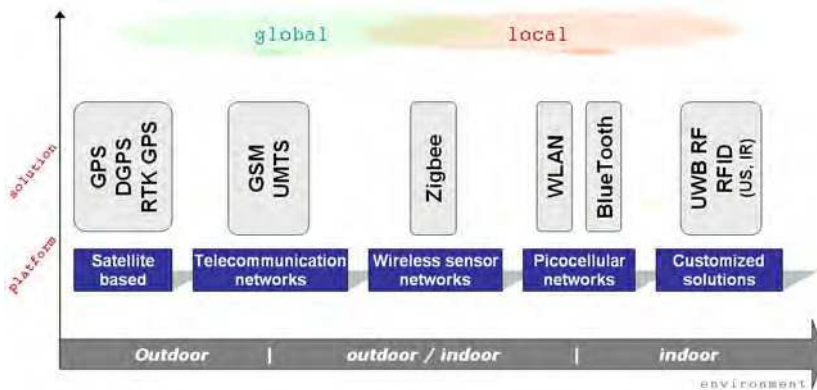 global
local
solution
GPS
DGPS
RTK GPS
GSM
UMTS
Zigbee
WLAN
BlueTooth
UWB RF
RFID
(US, IR)
platform
Satellite
based
Telecommunication
networks
Wireless sensor
networks
Picocellular
networks
Customized
solutions
Outdoor | outdoor / indoor | indoor
environment